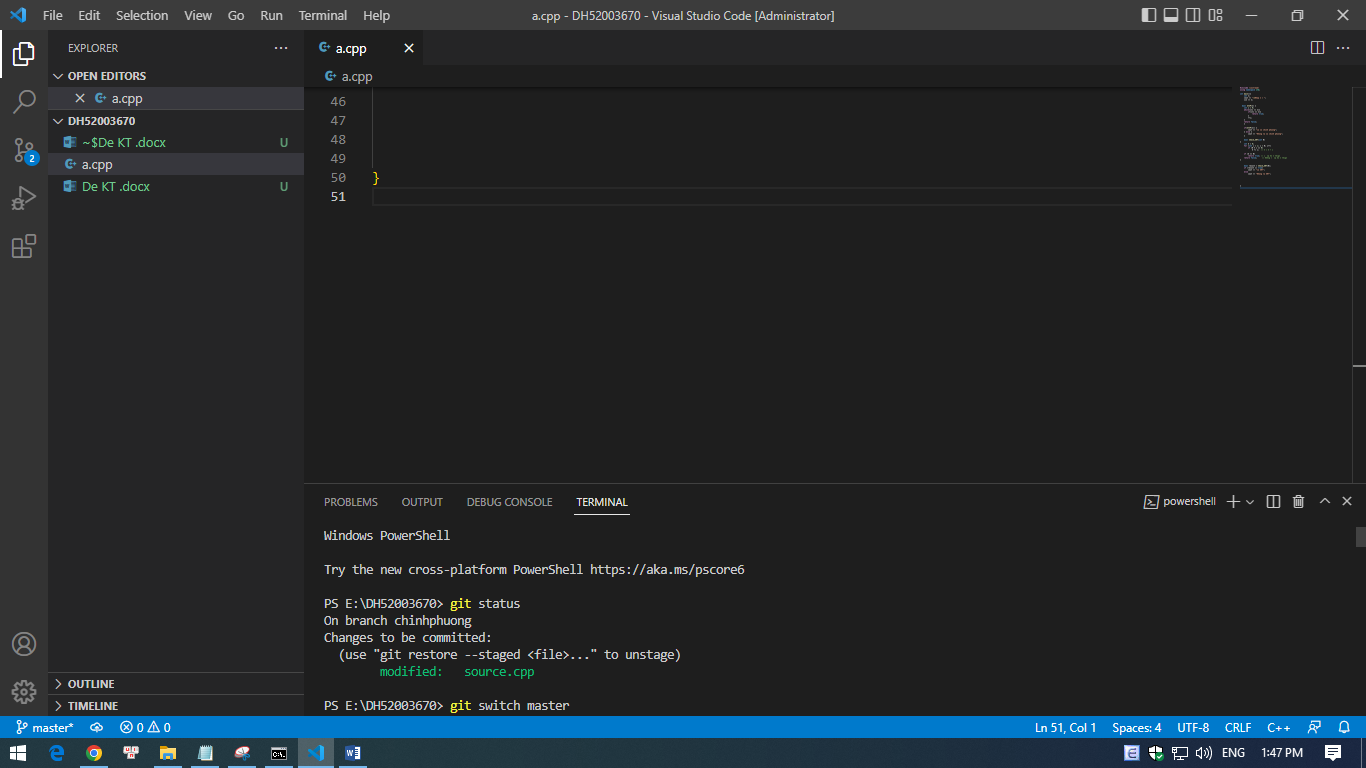 File Edit Selection View Go Run Terminal Help a.cpp - DH52003670 - Visual Studio Code [Administrator]
EXPLORER
OPEN EDITORS
a.cpp
DH52003670
~$De KT .docx U
a.cpp
De KT .docx U
OUTLINE
TIMELINE
2
a.cpp
a.cpp
46
47
48
49
50 }
51
PROBLEMS OUTPUT DEBUG CONSOLE TERMINAL powershell
Windows PowerShell
Try the new cross-platform PowerShell https://aka.ms/pscore6
PS E:\DH52003670> git status
On branch chinhphuong
Changes to be committed:
(use "git restore --staged <file>..." to unstage)
modified: source.cpp
PS E:\DH52003670> git switch master
master* 0 0 Ln 51, Col 1 Spaces: 4 UTF-8 CRLF C++
ENG 1:47 PM